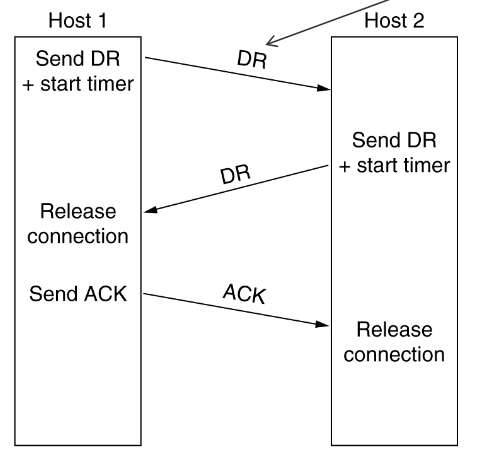 Host 1
Host 2
Send DR
+ start timer
DR
Send DR
+ start timer
DR
Release
connection
Send ACK
ACK
Release
connection